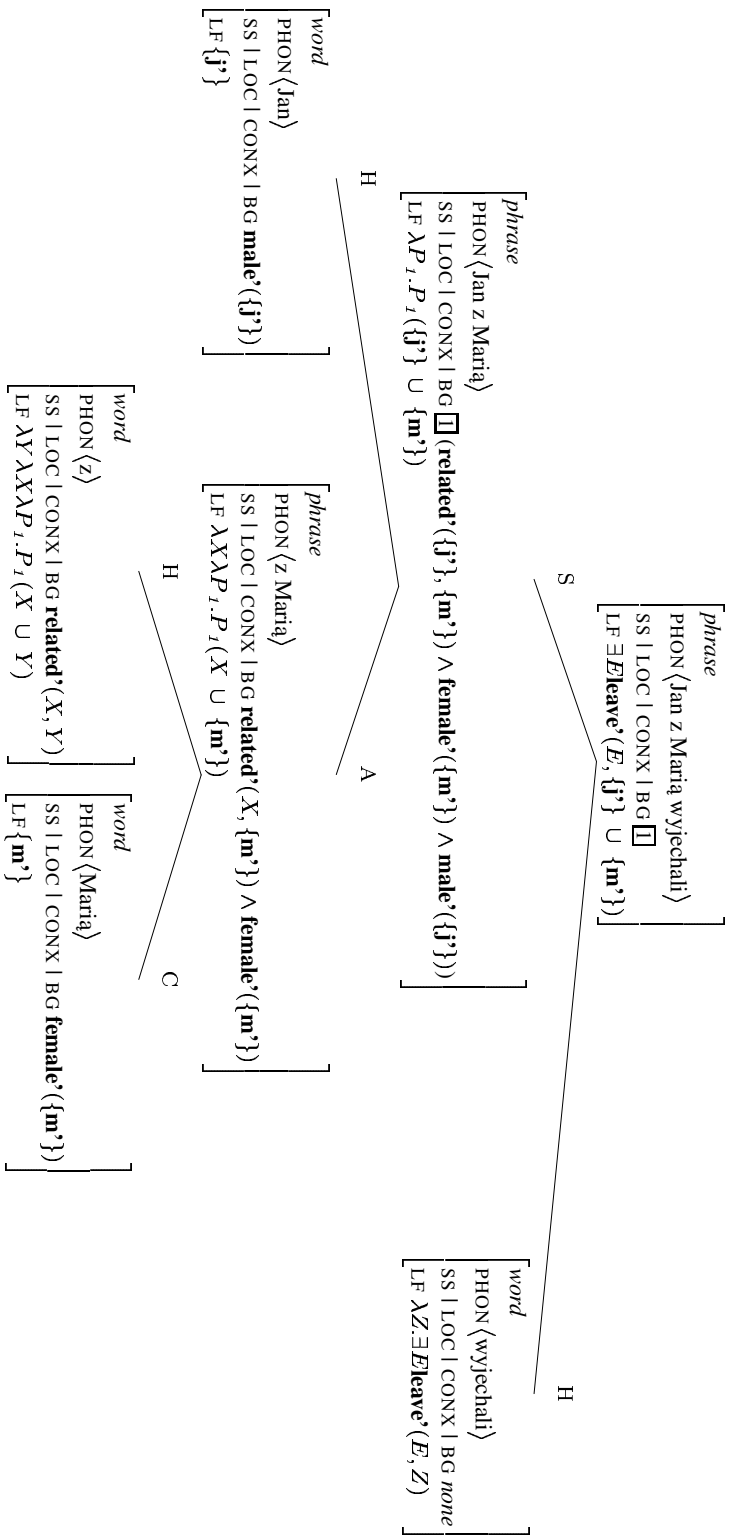 phrase
PHON ⟨Jan z Marią wyjechali⟩
SS | LOC | CONX | BG [1]
LF ∃Eleave’(E, {j’} ∪ {m’})
S
H
phrase
PHON ⟨Jan z Marią⟩
SS | LOC | CONX | BG [1] (related’({j’}, {m’}) ∧ female’({m’}) ∧ male’({j’}))
LF λP₁.P₁({j’} ∪ {m’})
word
PHON ⟨wyjechali⟩
SS | LOC | CONX | BG none
LF λZ.∃Eleave’(E, Z)
H
A
word
PHON ⟨Jan⟩
SS | LOC | CONX | BG male’({j’})
LF {j’}
phrase
PHON ⟨z Marią⟩
SS | LOC | CONX | BG related’(X, {m’}) ∧ female’({m’})
LF λXλP₁.P₁(X ∪ {m’})
H
C
word
PHON ⟨z⟩
SS | LOC | CONX | BG related’(X, Y)
LF λYλXλP₁.P₁(X ∪ Y)
word
PHON ⟨Marią⟩
SS | LOC | CONX | BG female’({m’})
LF {m’}